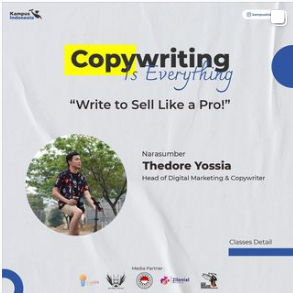 Kampus
Indonesia
Copywriting
Is Everything
“Write to Sell Like a Pro!”
Narasumber
Thedore Yossia
Head of Digital Marketing & Copywriter
Classes Detail
Media Partner :